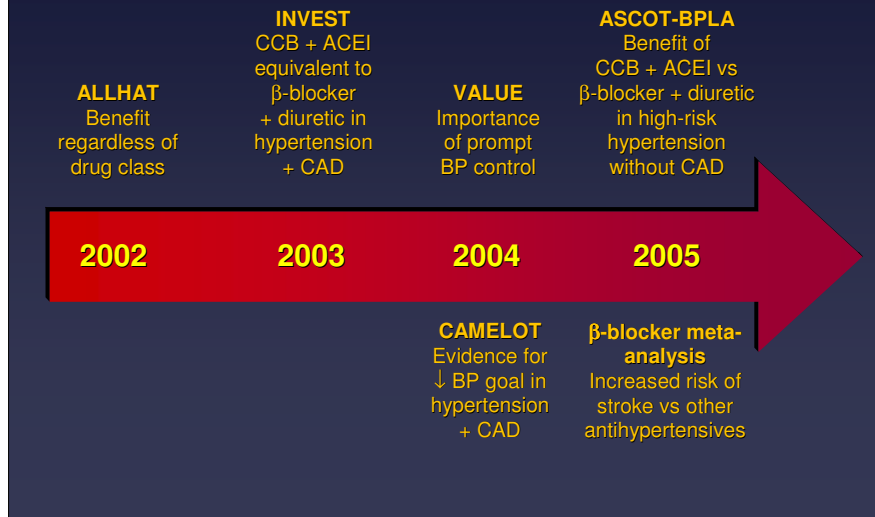 ALLHAT
Benefit
regardless of
drug class
INVEST
CCB + ACEI
equivalent to
β-blocker
+ diuretic in
hypertension
+ CAD
VALUE
Importance
of prompt
BP control
ASCOT-BPLA
Benefit of
CCB + ACEI vs
β-blocker + diuretic
in high-risk
hypertension
without CAD
2002
2003
2004
2005
CAMELOT
Evidence for
↓ BP goal in
hypertension
+ CAD
β-blocker meta-
analysis
Increased risk of
stroke vs other
antihypertensives